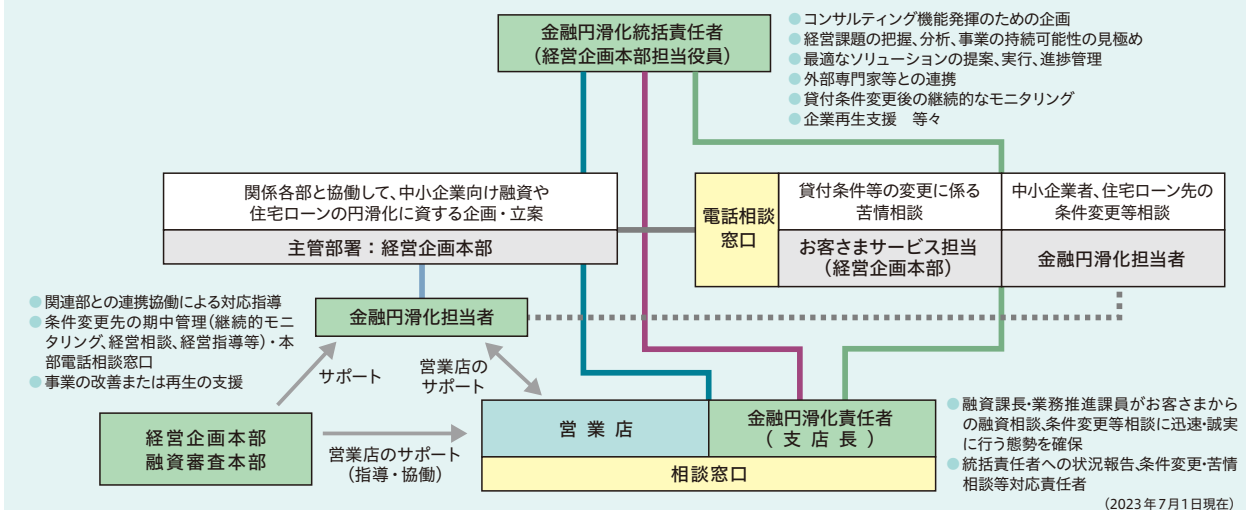 金融円滑化統括責任者
(経営企画本部担当役員)
●コンサルティング機能発揮のための企画
●経営課題の把握、分析、事業の持続可能性の見極め
●最適なソリューションの提案、実行、進捗管理
●外部専門家等との連携
●貸付条件変更後の継続的なモニタリング
●企業再生支援　等々
関係各部と協働して、中小企業向け融資や
住宅ローンの円滑化に資する企画・立案
主管部署：経営企画本部
電話相談
窓口
貸付条件等の変更に係る
苦情相談
お客さまサービス担当
(経営企画本部)
中小企業者、住宅ローン先の
条件変更等相談
金融円滑化担当者
●関連部との連携協働による対応指導
●条件変更先の期中管理(継続的モニ
タリング、経営相談、経営指導等)・本
部電話相談窓口
●事業の改善または再生の支援
金融円滑化担当者
サポート
営業店の
サポート
経営企画本部
融資審査本部
営業店のサポート
(指導・協働)
営業店
金融円滑化責任者
(支店長)
相談窓口
●融資課長・業務推進課員がお客さまから
の融資相談、条件変更等相談に迅速・誠実
に行う態勢を確保
●統括責任者への状況報告、条件変更・苦情
相談等対応責任者
(2023年7月1日現在)